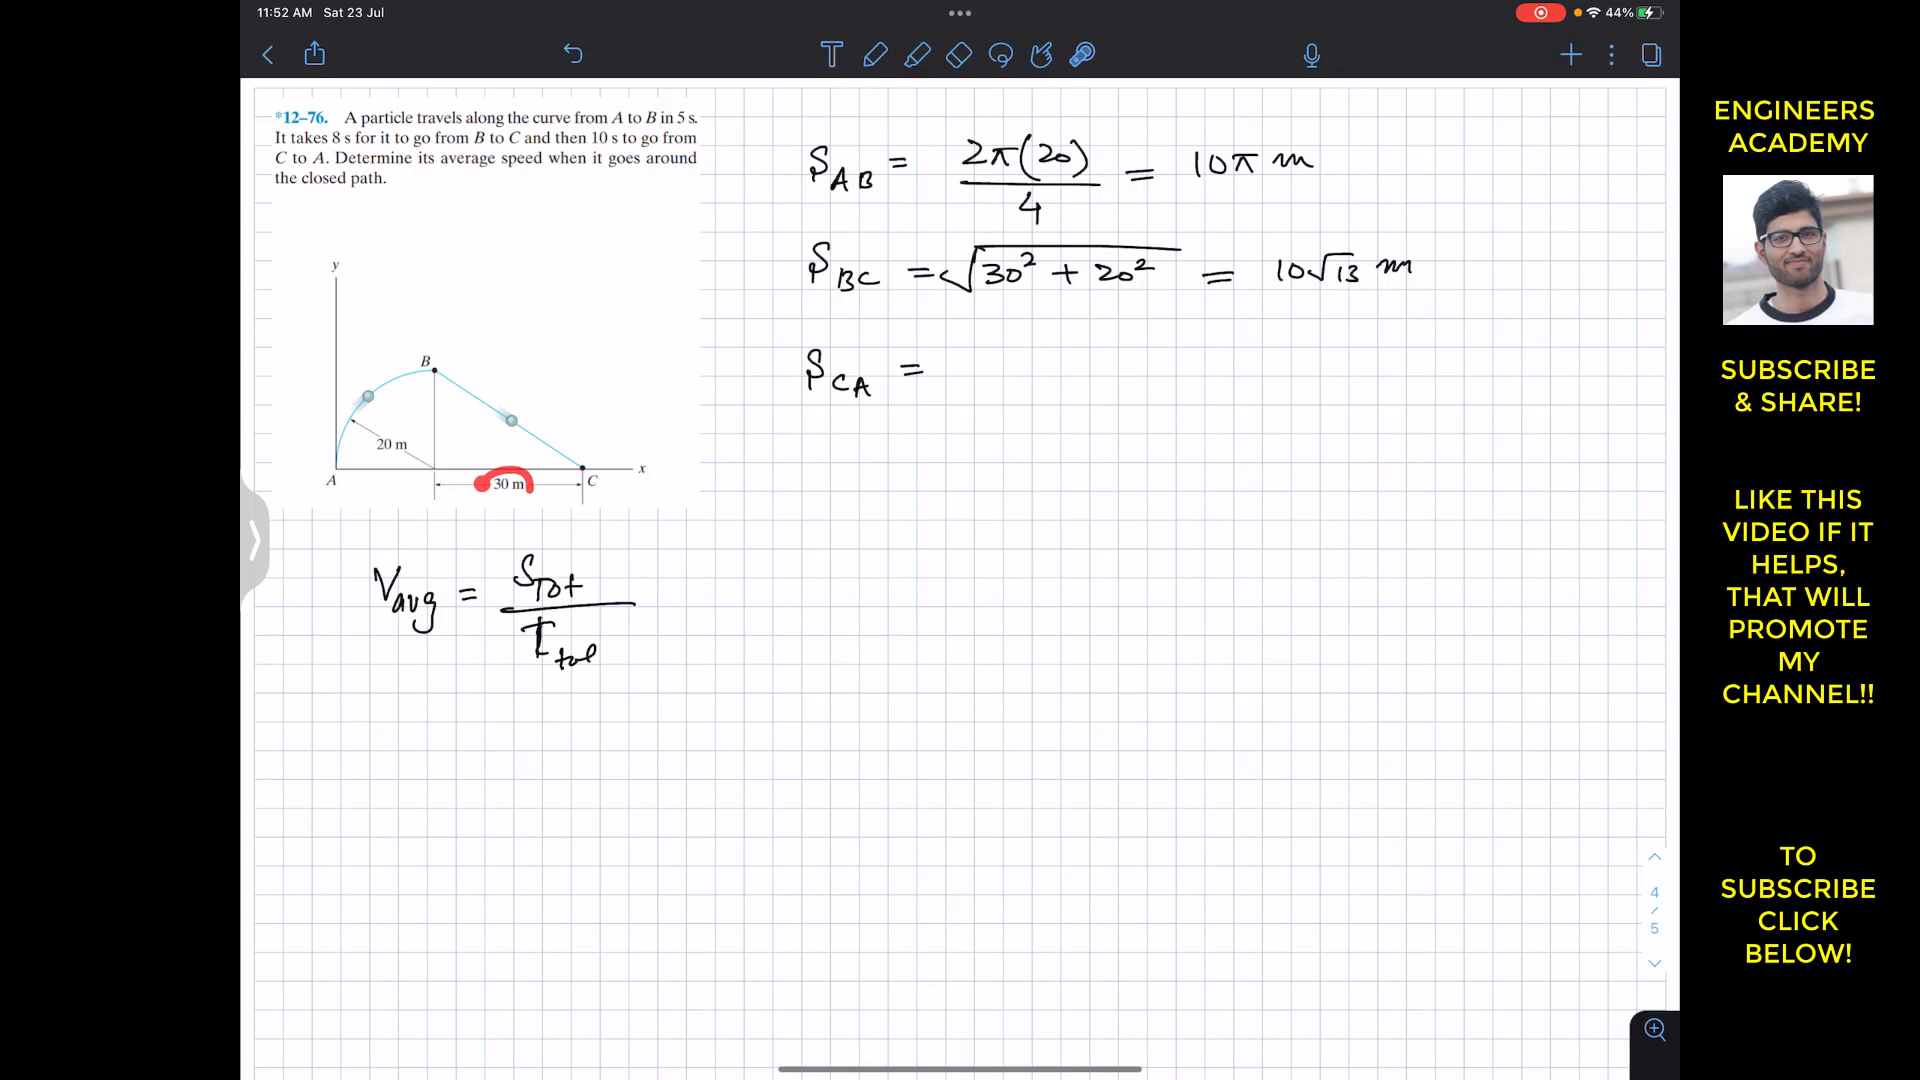 11:52 AM Sat 23 Jul
44%
*12–76. A particle travels along the curve from A to B in 5 s.
It takes 8 s for it to go from B to C and then 10 s to go from
C to A. Determine its average speed when it goes around
the closed path.
y
B
20 m
A
30 m
C
x
S_AB = 2π(20)/4 = 10π m
S_BC = √(30² + 20²) = 10√13 m
S_CA =
V_avg = S_Tot / T_tot
4
/
5
ENGINEERS
ACADEMY
SUBSCRIBE
& SHARE!
LIKE THIS
VIDEO IF IT
HELPS,
THAT WILL
PROMOTE
MY
CHANNEL!!
TO
SUBSCRIBE
CLICK
BELOW!